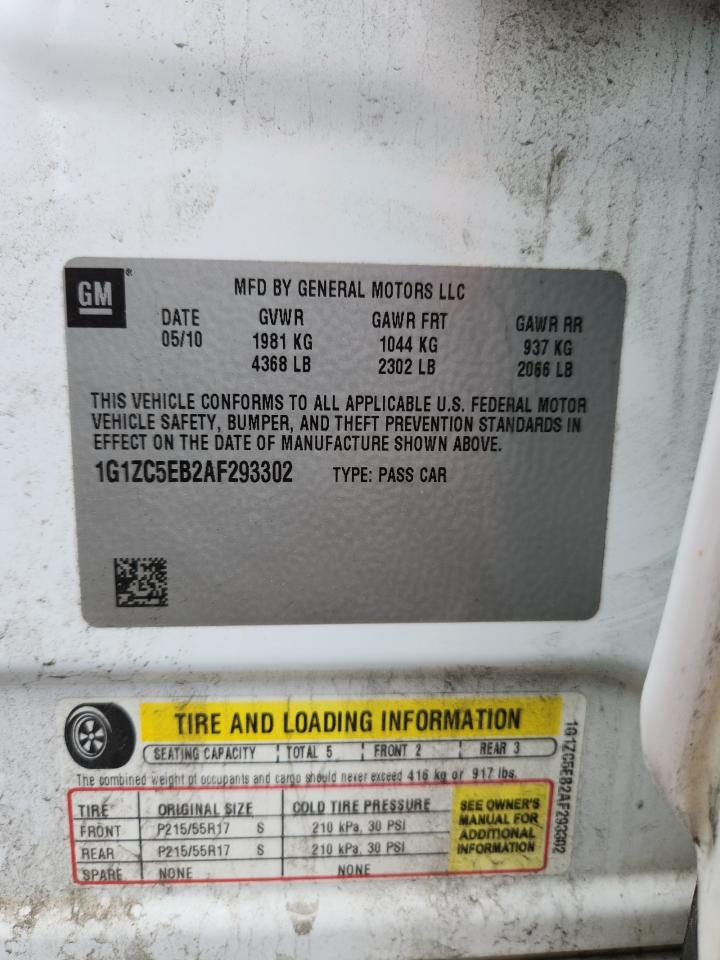 GM®
MFD BY GENERAL MOTORS LLC
DATE GVWR GAWR FRT GAWR RR
05/10 1981 KG 1044 KG 937 KG
4368 LB 2302 LB 2066 LB
THIS VEHICLE CONFORMS TO ALL APPLICABLE U.S. FEDERAL MOTOR
VEHICLE SAFETY, BUMPER, AND THEFT PREVENTION STANDARDS IN
EFFECT ON THE DATE OF MANUFACTURE SHOWN ABOVE.
1G1ZC5EB2AF293302 TYPE: PASS CAR
TIRE AND LOADING INFORMATION
SEATING CAPACITY TOTAL 5 FRONT 2 REAR 3
The combined weight of occupants and cargo should never exceed 416 kg or 917 lbs.
TIRE ORIGINAL SIZE COLD TIRE PRESSURE
FRONT P215/55R17 S 210 kPa, 30 PSI
REAR P215/55R17 S 210 kPa, 30 PSI
SPARE NONE NONE
SEE OWNER'S
MANUAL FOR
ADDITIONAL
INFORMATION
1G1ZC5EB2AF293302